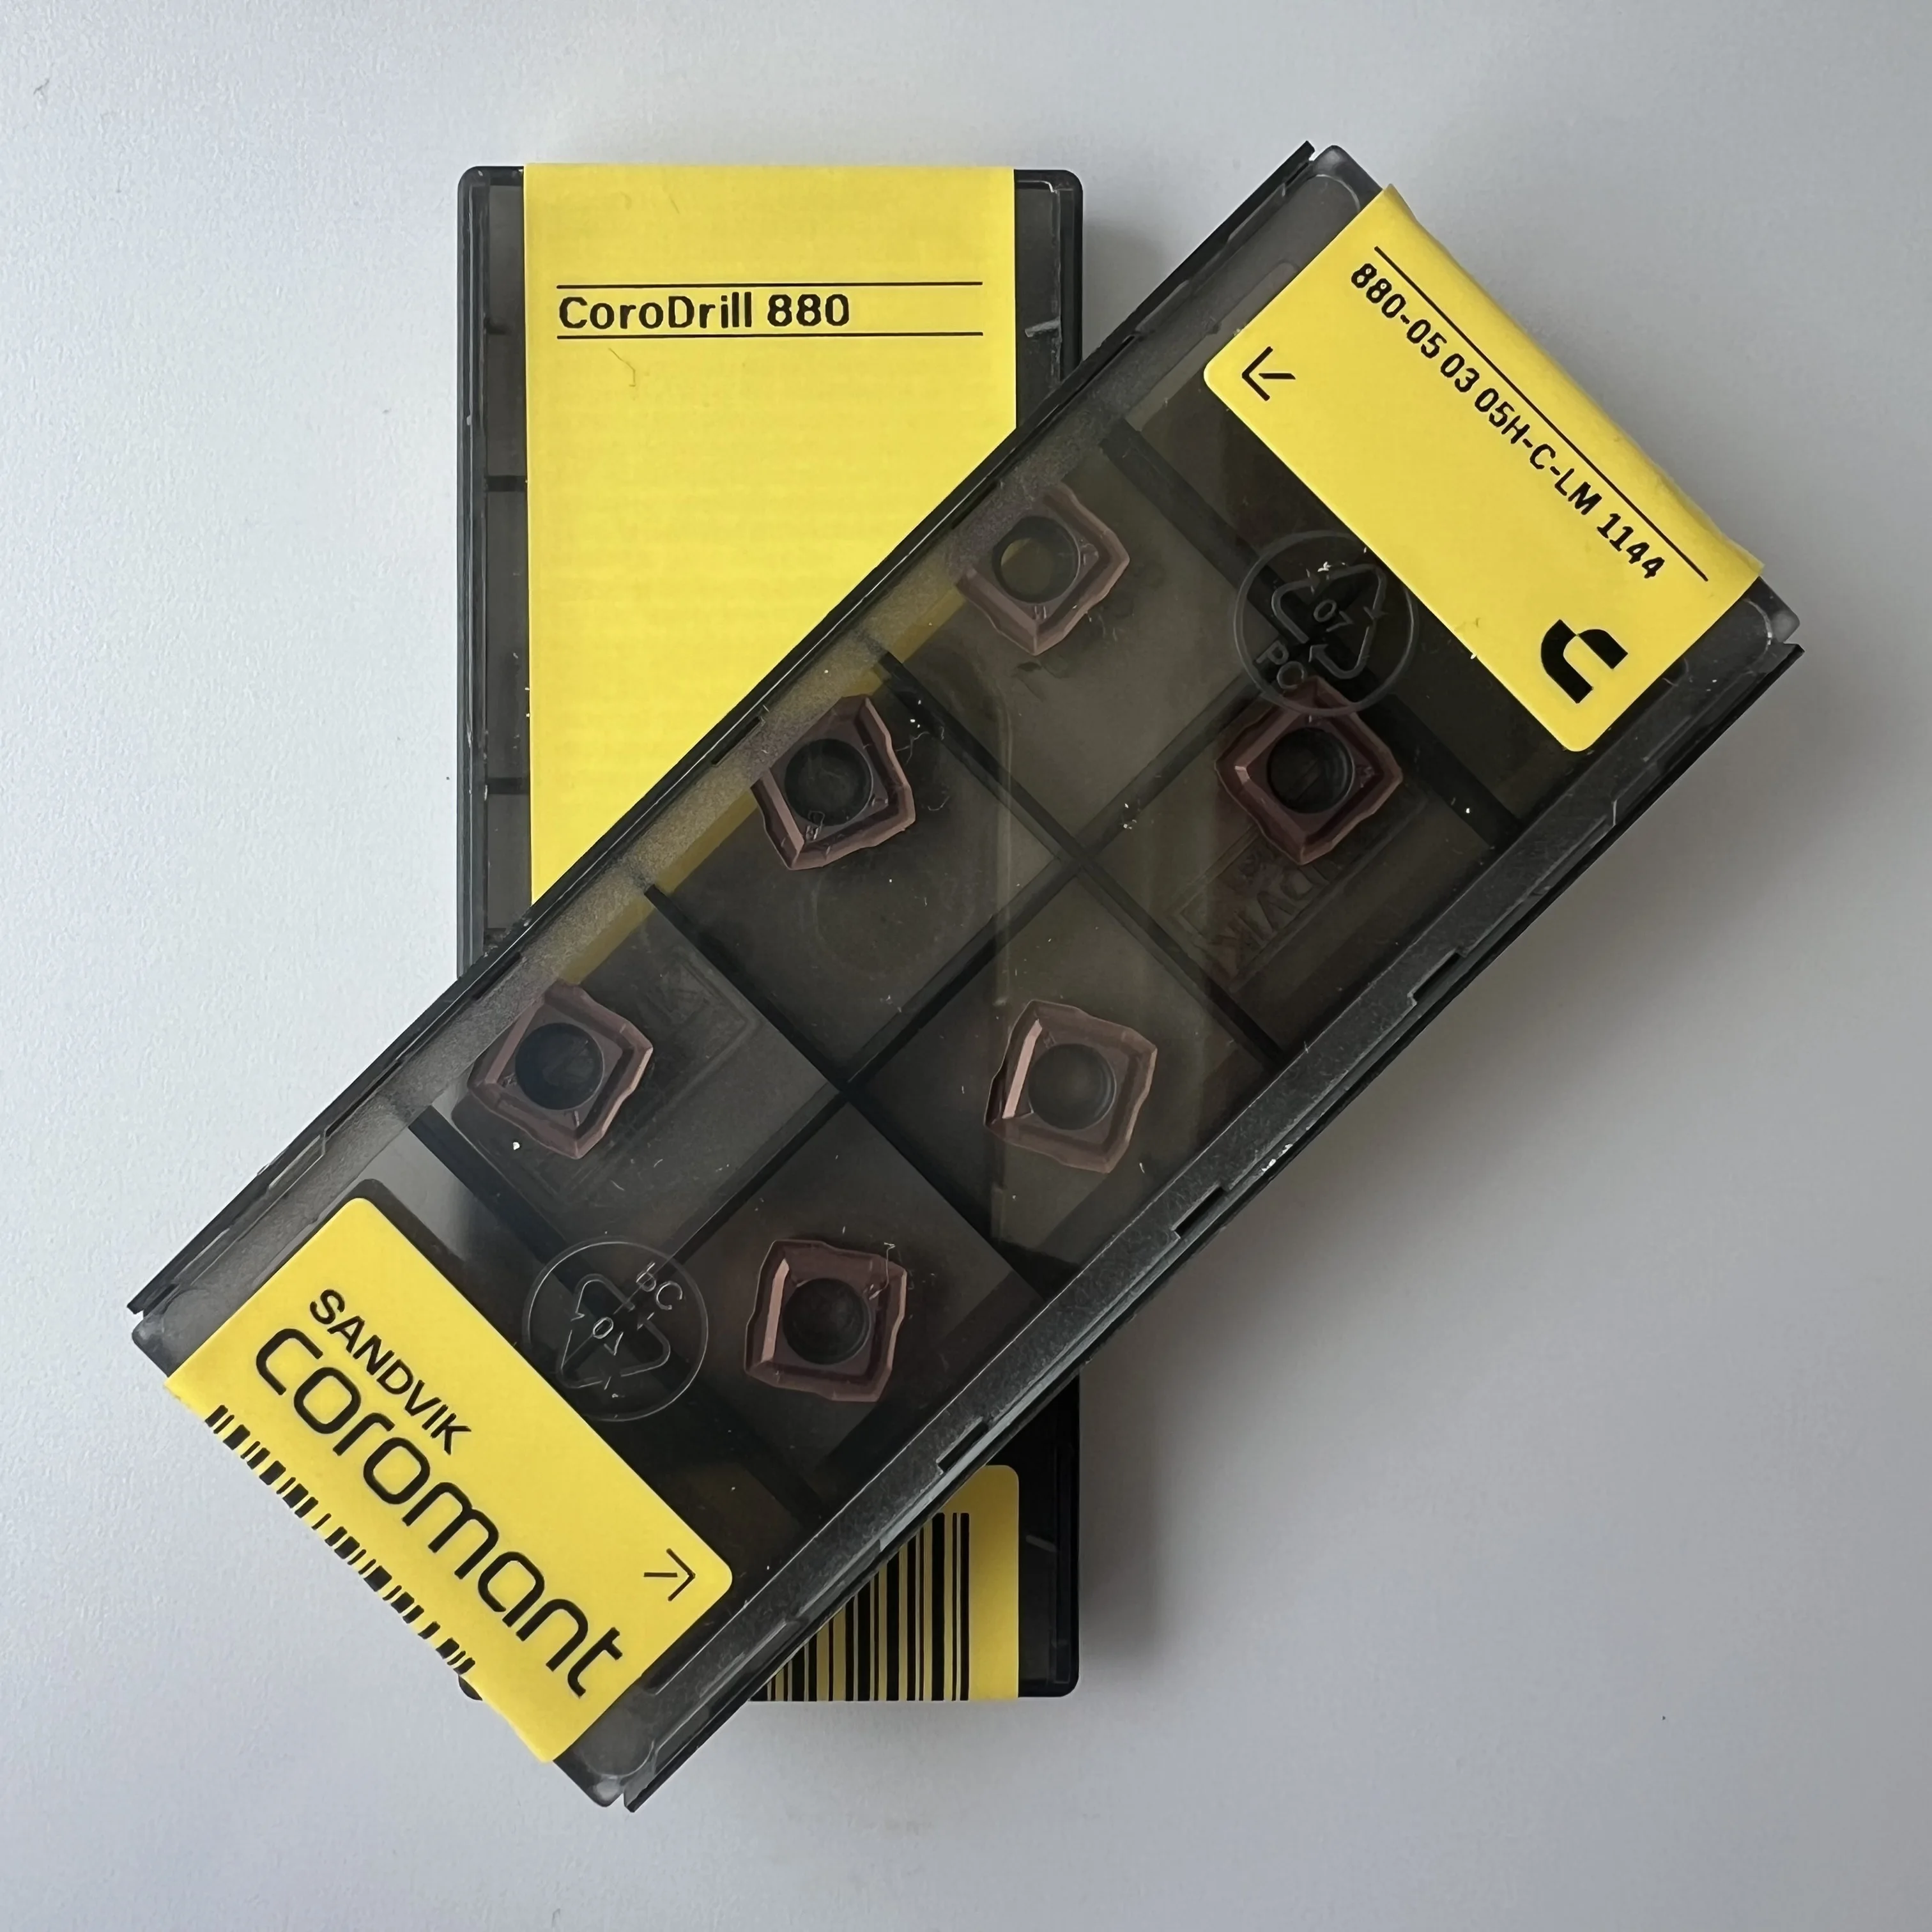 CoroDrill 880
880-05 03 05H-C-LM 1144
07
PC
SANDVIK
coromant